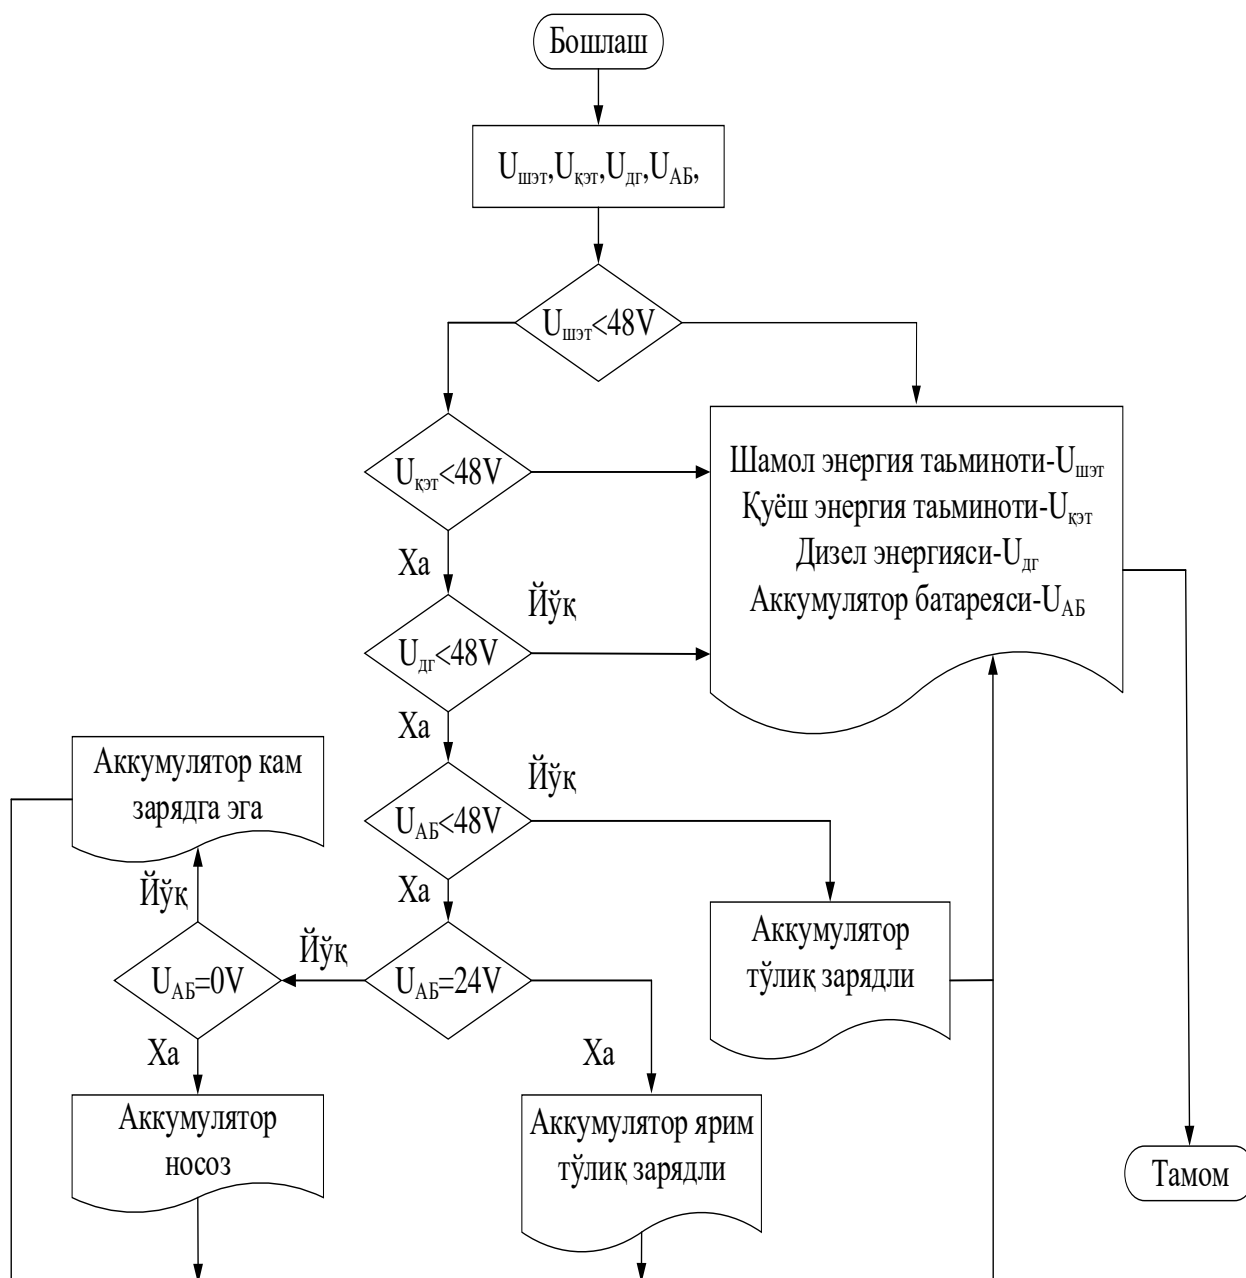 Бошлаш
Uшэт,Uқэт,Uдг,UАБ,
Uшэт<48V
Uқэт<48V
Шамол энергия таьминоти-Uшэт
Қуёш энергия таьминоти-Uқэт
Дизел энергияси-Uдг
Аккумулятор батареяси-UАБ
Ха
Йўқ
Uдг<48V
Ха
Йўқ
Аккумулятор кам
зарядга эга
UАБ<48V
Ха
Йўқ
Йўқ
UАБ=0V
UАБ=24V
Аккумулятор
тўлиқ зарядли
Ха
Ха
Аккумулятор
носоз
Аккумулятор ярим
тўлиқ зарядли
Тамом